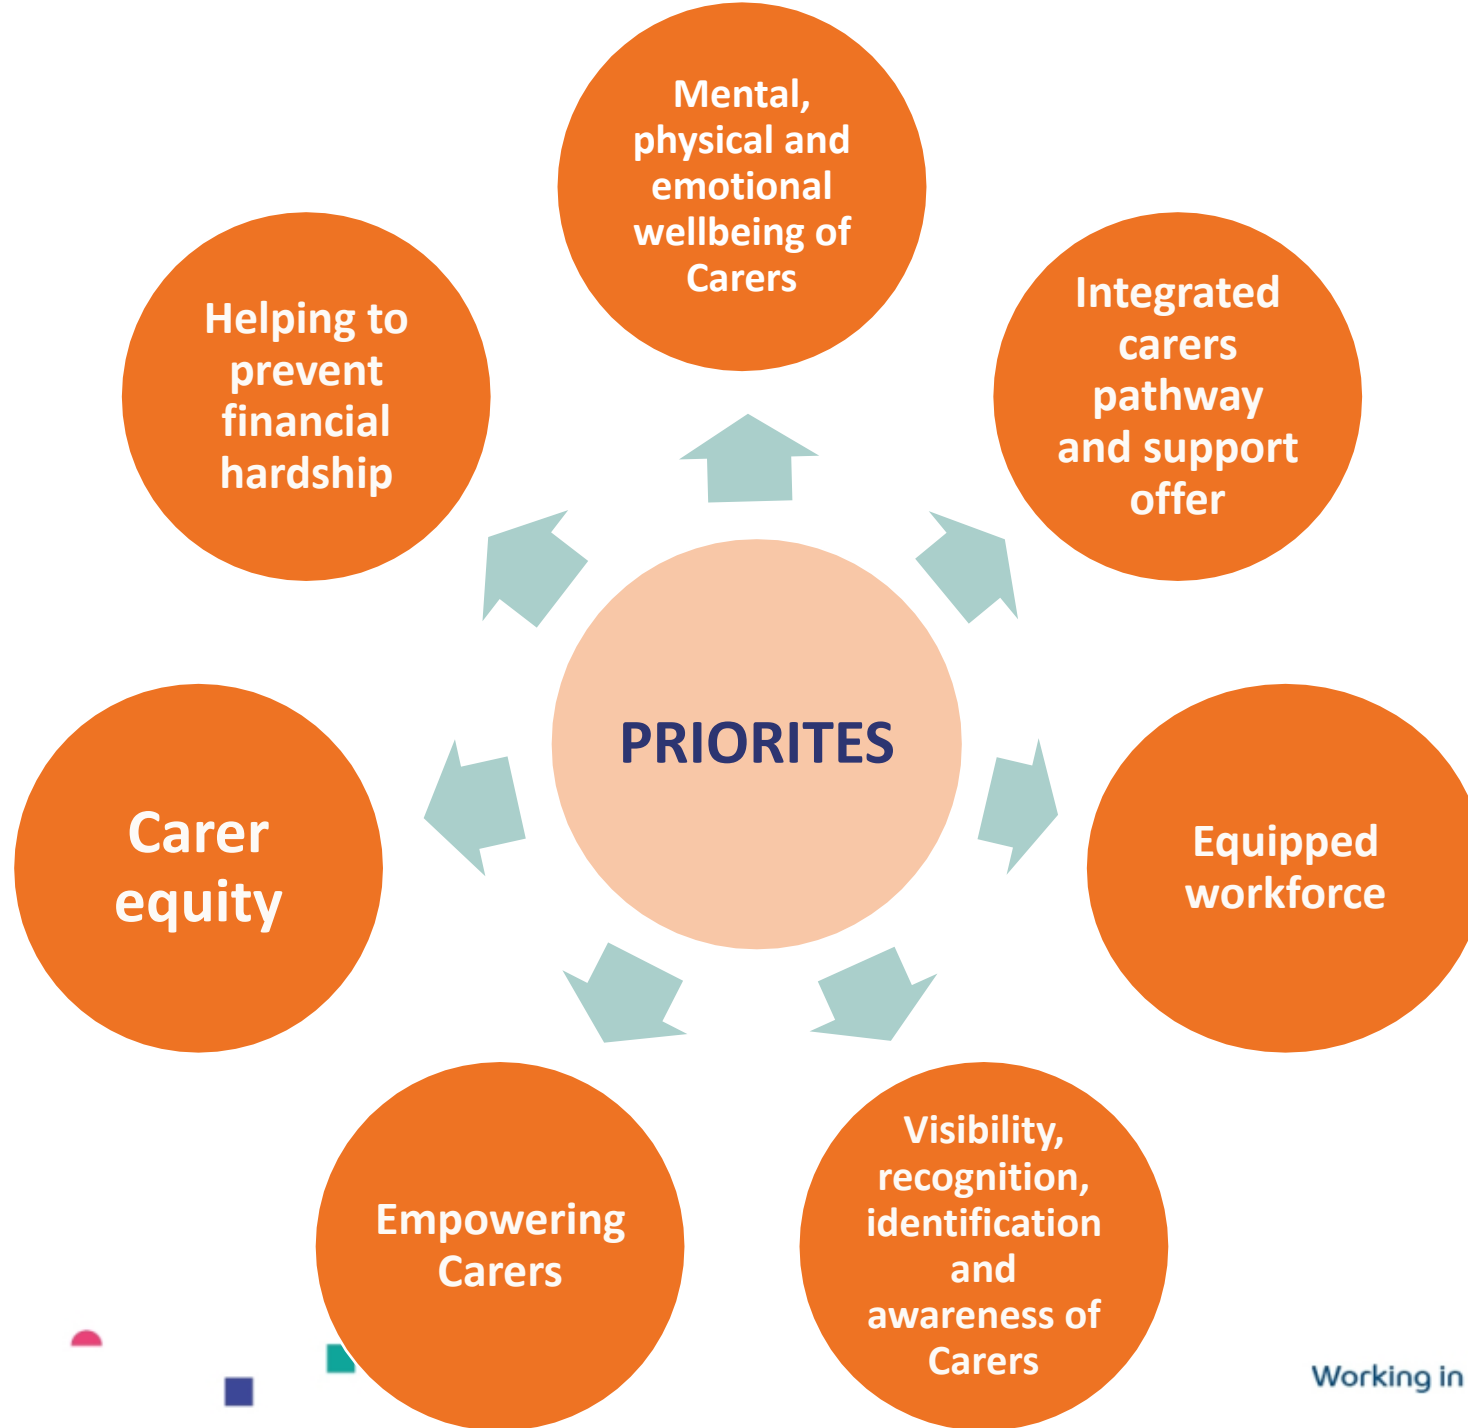 Mental,
physical and
emotional
wellbeing of
Carers
Integrated
carers
pathway
and support
offer
Equipped
workforce
Visibility,
recognition,
identification
and
awareness of
Carers
Empowering
Carers
Carer
equity
Helping to
prevent
financial
hardship
PRIORITES
Working in